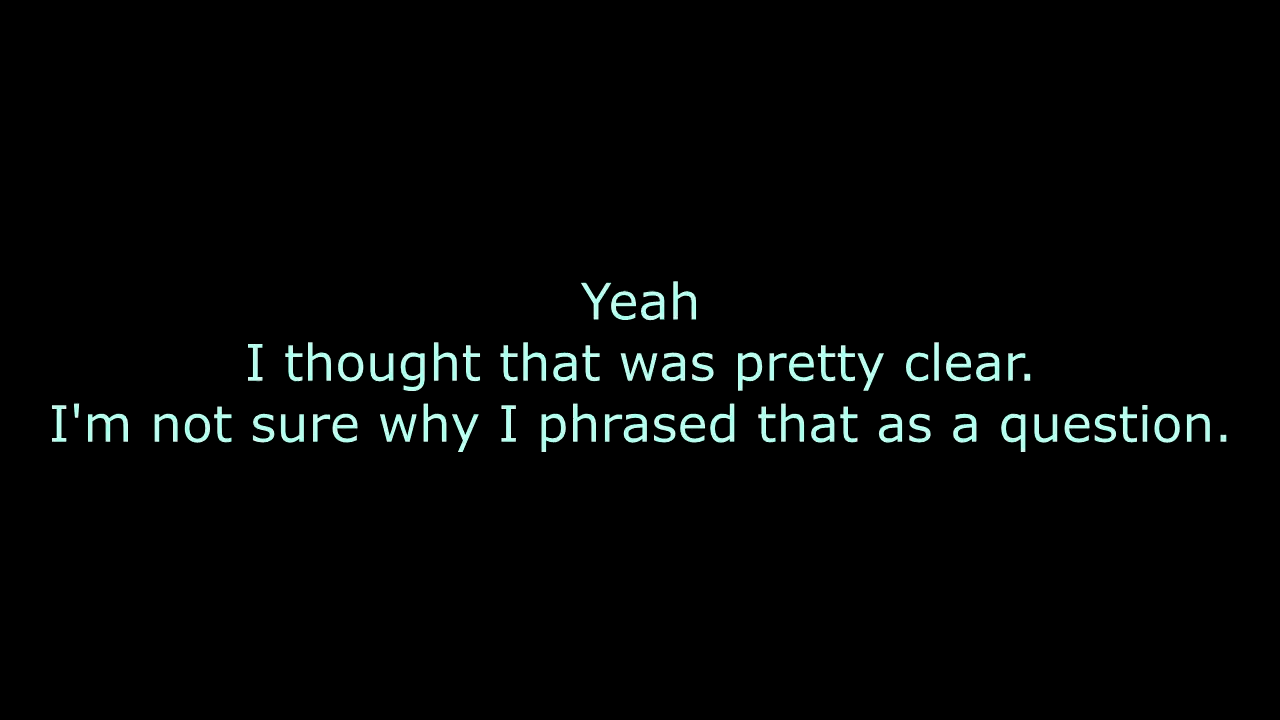 Yeah
I thought that was pretty clear.
I'm not sure why I phrased that as a question.